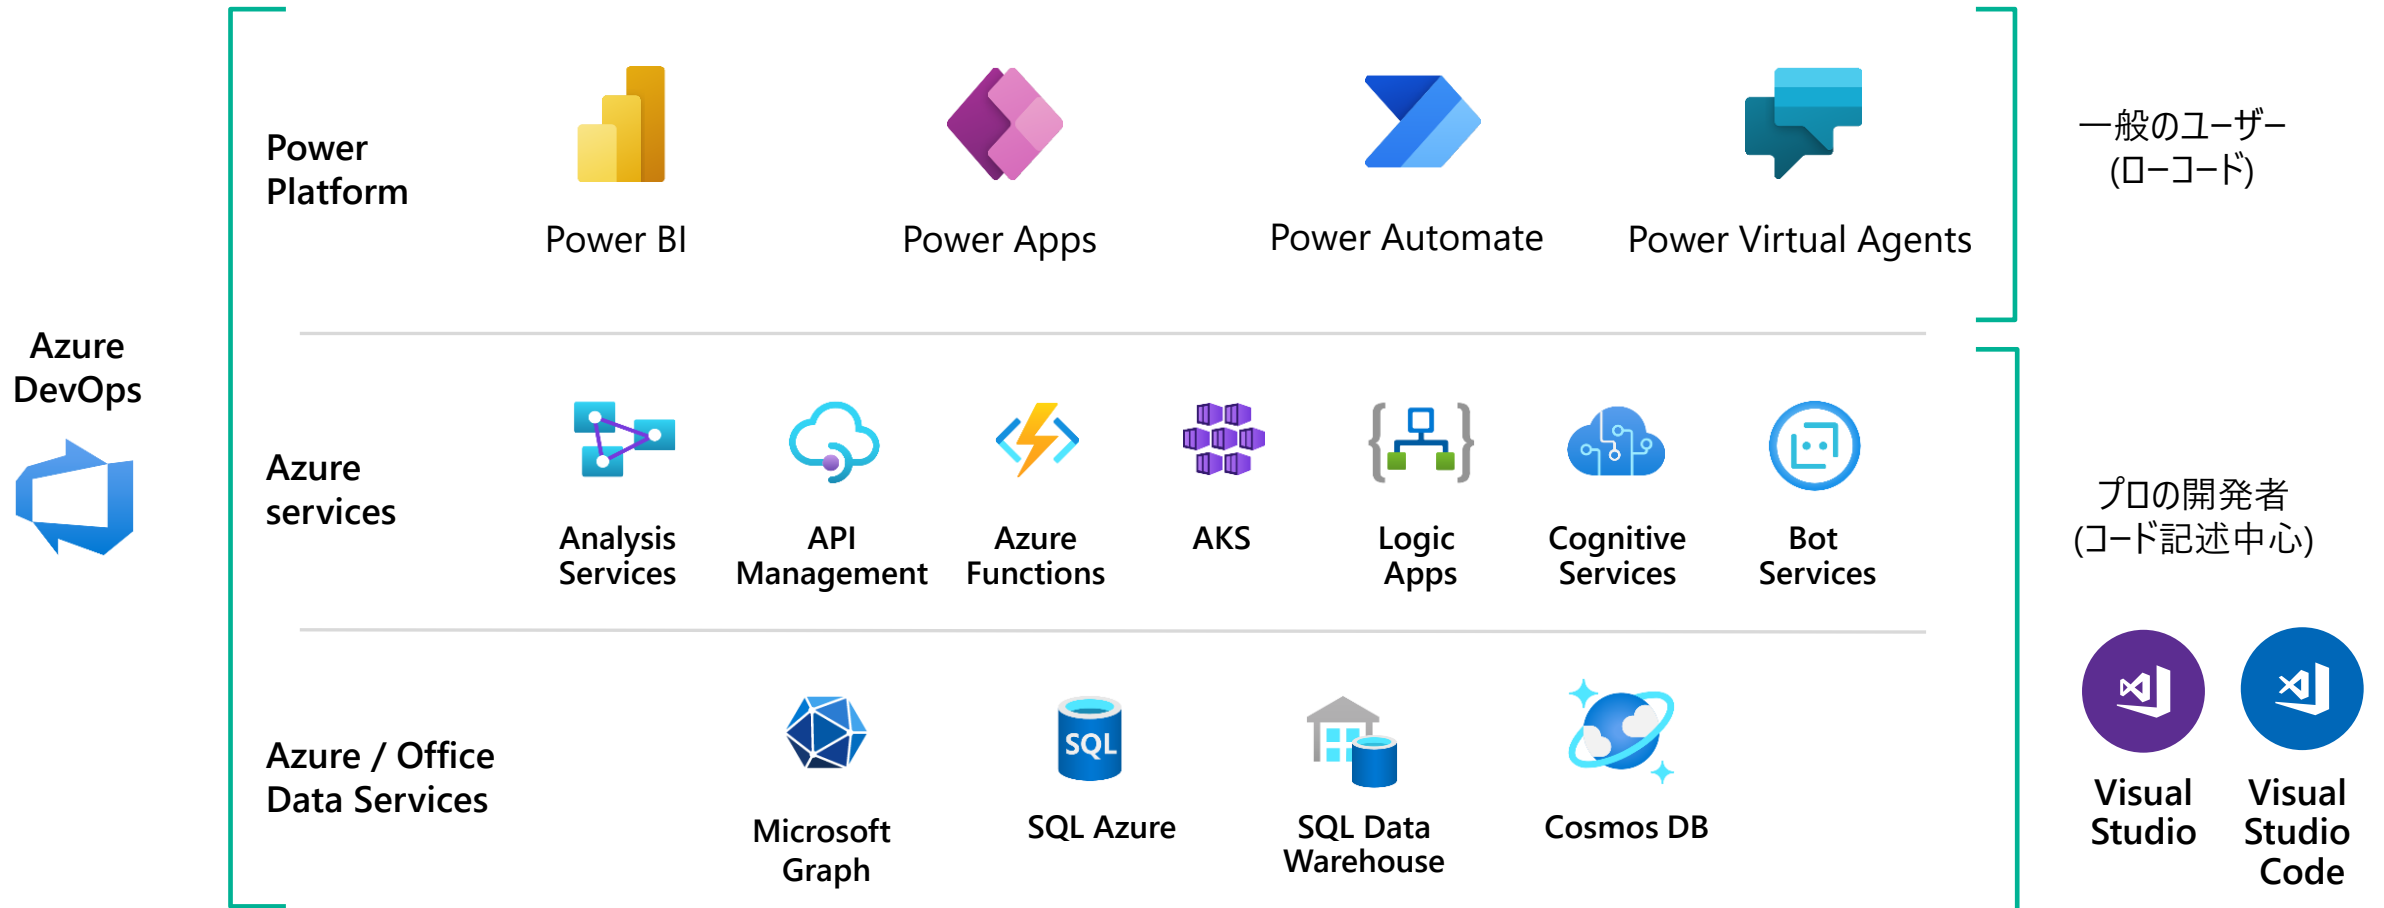 Azure
DevOps
Power
Platform
Power BI
Power Apps
Power Automate
Power Virtual Agents
一般のユーザー
(ローコード)
Azure
services
Analysis
Services
API
Management
Azure
Functions
AKS
Logic
Apps
Cognitive
Services
Bot
Services
プロの開発者
(コード記述中心)
Azure / Office
Data Services
Microsoft
Graph
SQL
SQL Azure
SQL Data
Warehouse
Cosmos DB
Visual
Studio
Visual
Studio
Code